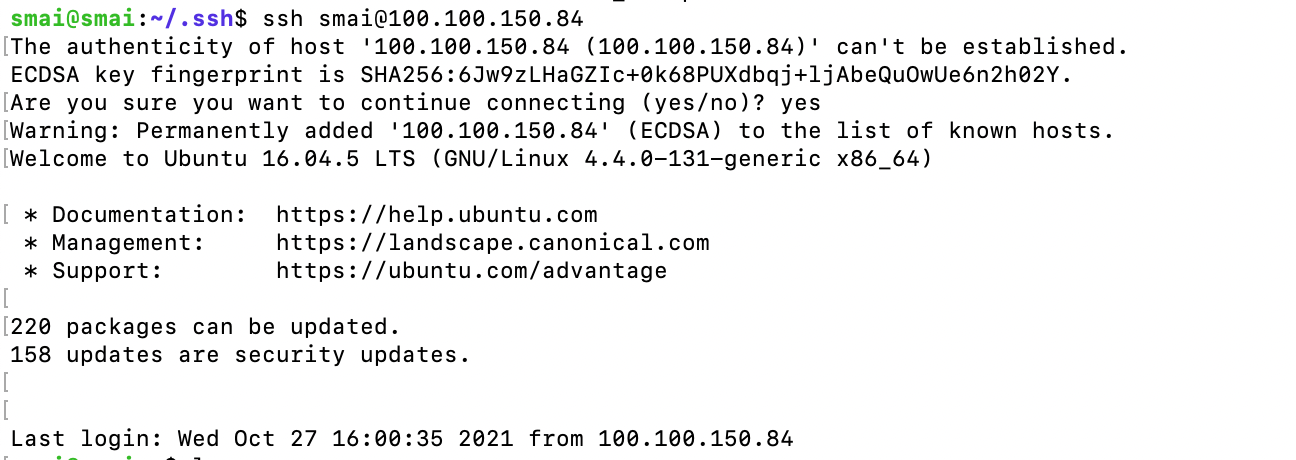 smai@smai:~/.ssh$ ssh smai@100.100.150.84
[The authenticity of host '100.100.150.84 (100.100.150.84)' can't be established.
ECDSA key fingerprint is SHA256:6Jw9zLHaGZIc+0k68PUXdbqj+ljAbeQuOwUe6n2h02Y.
[Are you sure you want to continue connecting (yes/no)? yes
[Warning: Permanently added '100.100.150.84' (ECDSA) to the list of known hosts.
[Welcome to Ubuntu 16.04.5 LTS (GNU/Linux 4.4.0-131-generic x86_64)
[ * Documentation:  https://help.ubuntu.com
 * Management:     https://landscape.canonical.com
 * Support:        https://ubuntu.com/advantage
[
[220 packages can be updated.
158 updates are security updates.
[
[
Last login: Wed Oct 27 16:00:35 2021 from 100.100.150.84